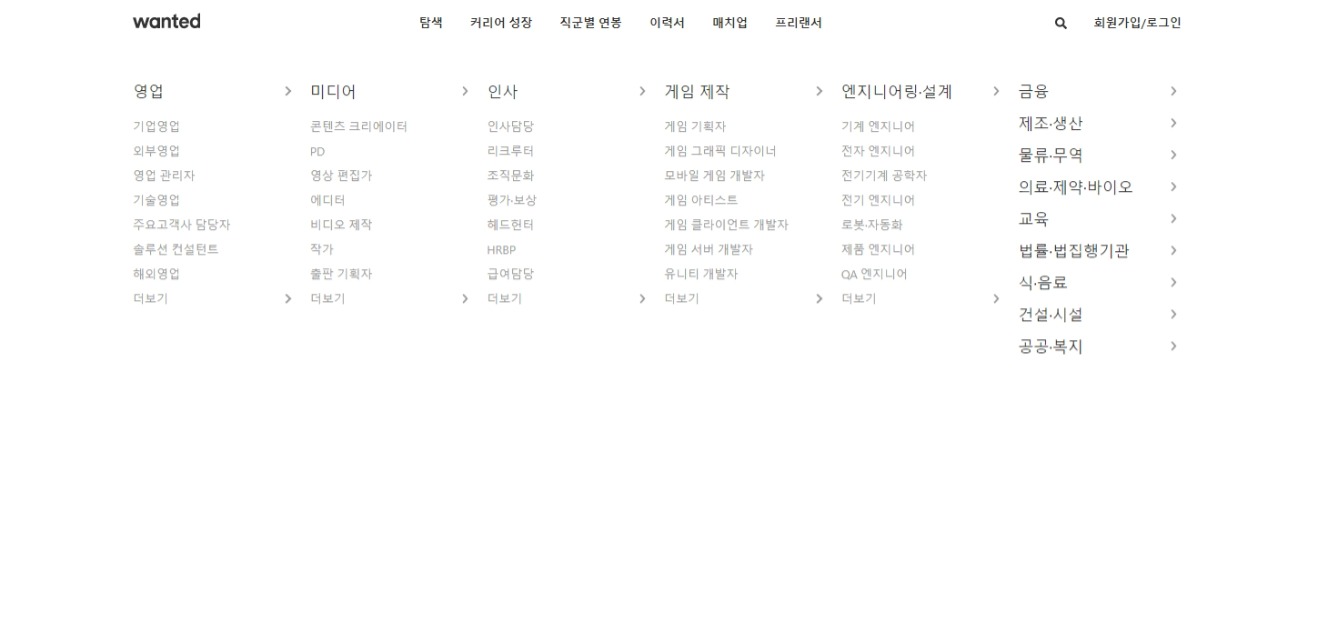 wanted
탐색
커리어 성장
직군별 연봉
이력서
매치업
프리랜서
회원가입/로그인
영업
기업영업
외부영업
영업 관리자
기술영업
주요고객사 담당자
솔루션 컨설턴트
해외영업
더보기
미디어
콘텐츠 크리에이터
PD
영상 편집가
에디터
비디오 제작
작가
출판 기획자
더보기
인사
인사담당
리크루터
조직문화
평가·보상
헤드헌터
HRBP
급여담당
더보기
게임 제작
게임 기획자
게임 그래픽 디자이너
모바일 게임 개발자
게임 아티스트
게임 클라이언트 개발자
게임 서버 개발자
유니티 개발자
더보기
엔지니어링·설계
기계 엔지니어
전자 엔지니어
전기기계 공학자
전기 엔지니어
로봇·자동화
제품 엔지니어
QA 엔지니어
더보기
금융
제조·생산
물류·무역
의료·제약·바이오
교육
법률·법집행기관
식·음료
건설·시설
공공·복지